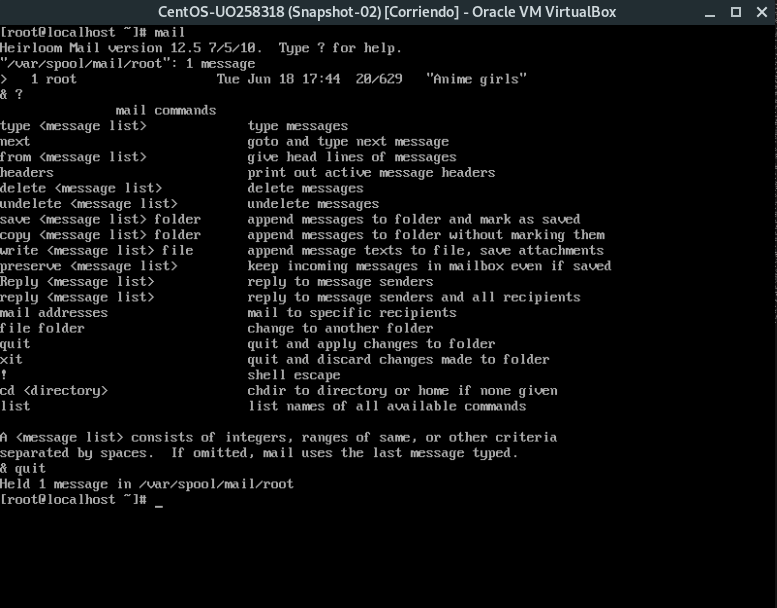 CentOS-UO258318 (Snapshot-02) [Corriendo] - Oracle VM VirtualBox
[root@localhost ~]# mail
Heirloom Mail version 12.5 7/5/10.  Type ? for help.
"/var/spool/mail/root": 1 message
>   1 root                  Tue Jun 18 17:44  20/629   "Anime girls"
& ?
               mail commands
type <message list>             type messages
next                            goto and type next message
from <message list>             give head lines of messages
headers                         print out active message headers
delete <message list>           delete messages
undelete <message list>         undelete messages
save <message list> folder      append messages to folder and mark as saved
copy <message list> folder      append messages to folder without marking them
write <message list> file       append message texts to file, save attachments
preserve <message list>         keep incoming messages in mailbox even if saved
Reply <message list>            reply to message senders
reply <message list>            reply to message senders and all recipients
mail addresses                  mail to specific recipients
file folder                     change to another folder
quit                            quit and apply changes to folder
xit                             quit and discard changes made to folder
!                               shell escape
cd <directory>                  chdir to directory or home if none given
list                            list names of all available commands

A <message list> consists of integers, ranges of same, or other criteria
separated by spaces.  If omitted, mail uses the last message typed.
& quit
Held 1 message in /var/spool/mail/root
[root@localhost ~]# _